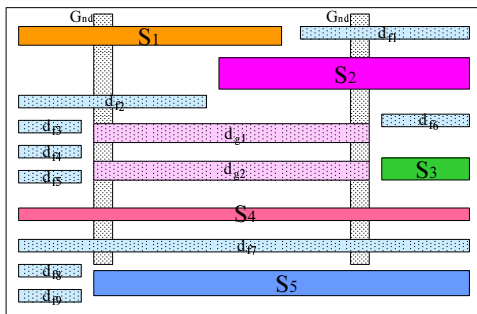 Gnd Gnd
S1 df1
S2
df2
df3 df6
dg1
df4
dg2 S3
df5
S4
df7
df8
S5
df9